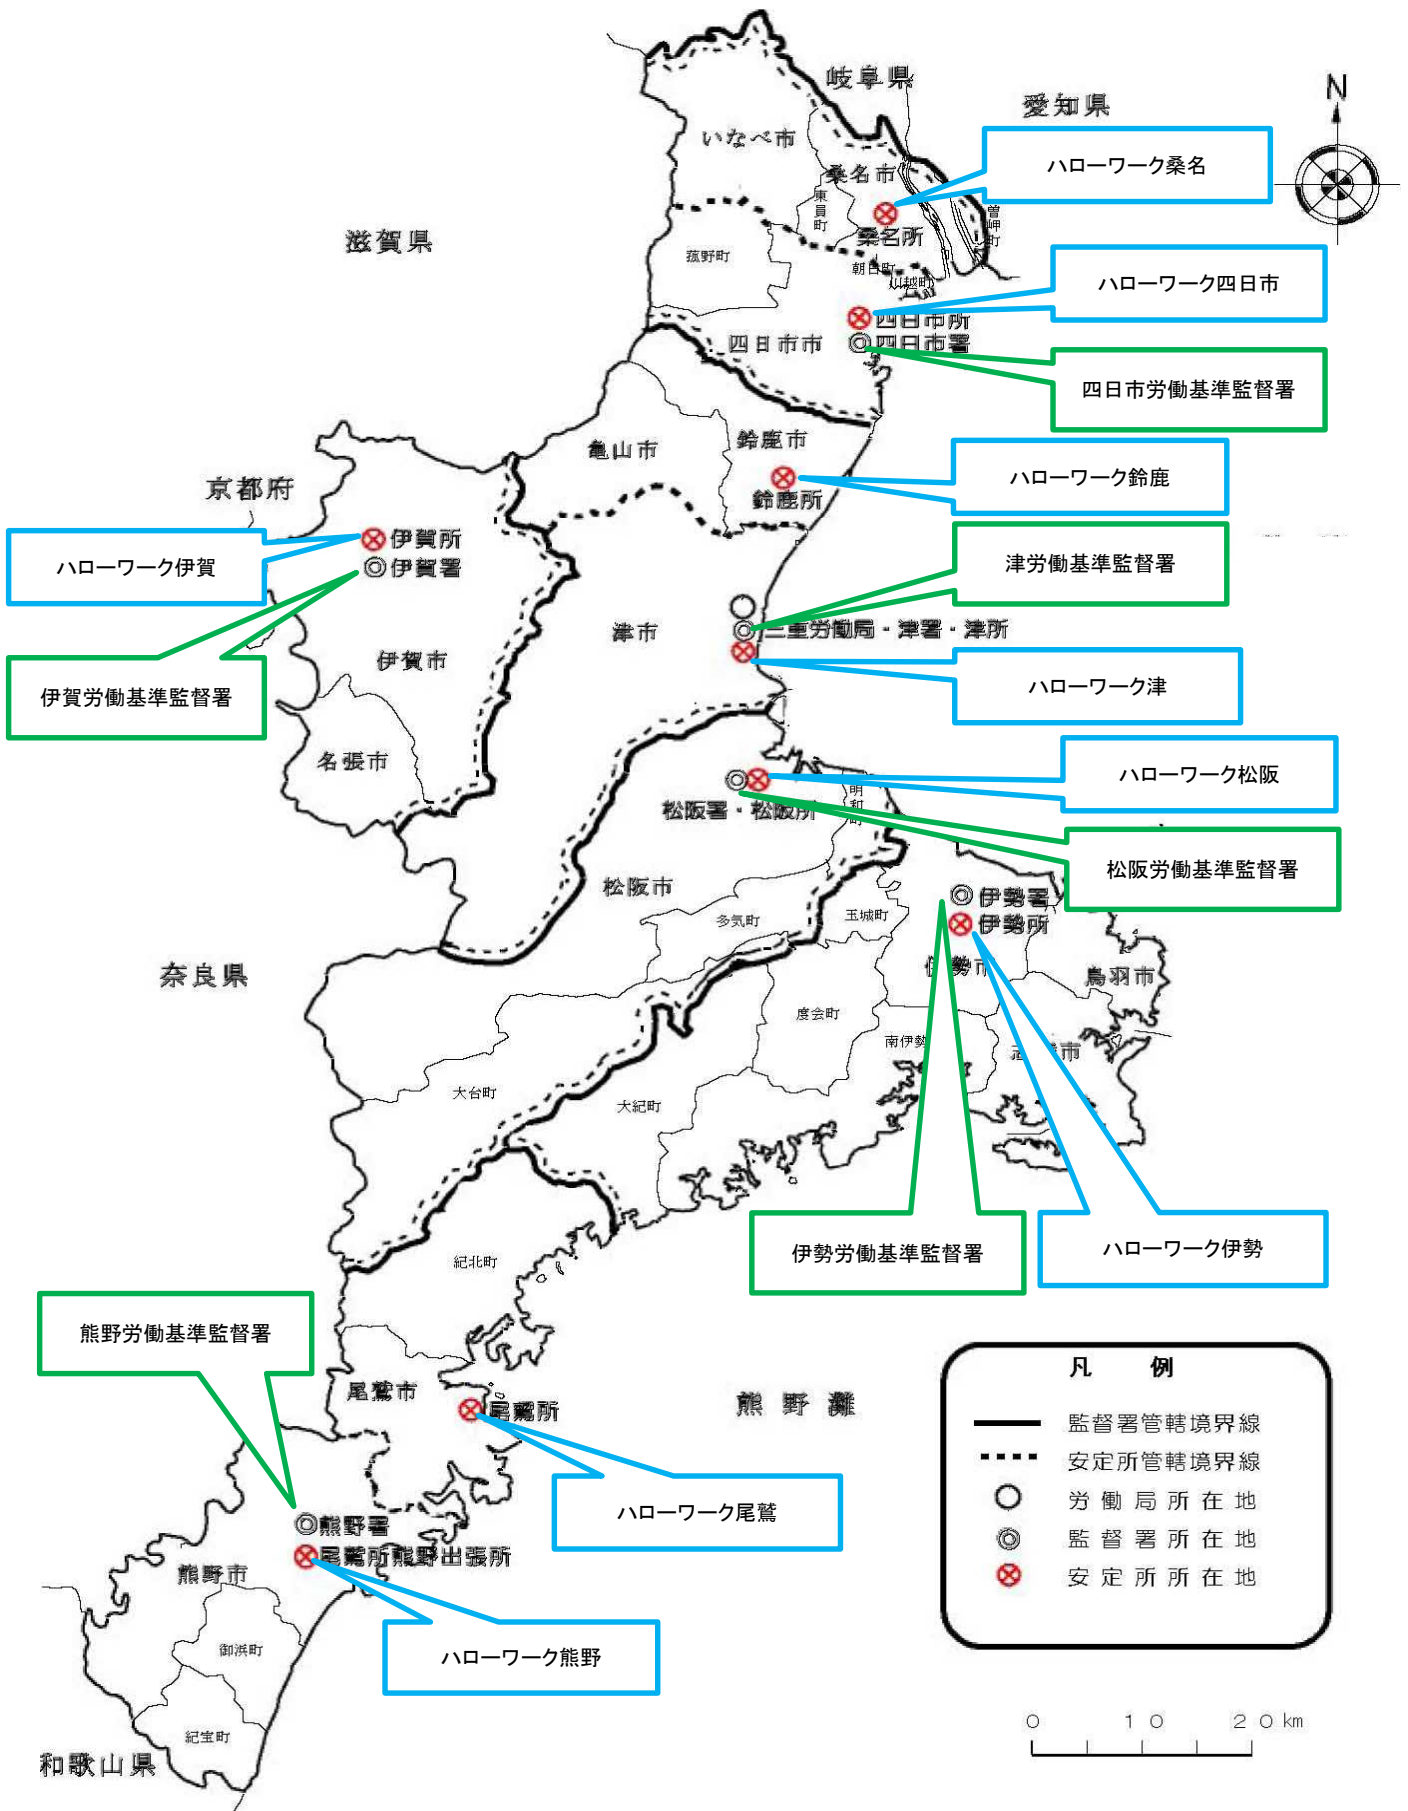 岐阜県
愛知県
N
いなべ市
桑名市
ハローワーク桑名
東員町
桑名所
滋賀県
菰野町
朝日町
川越町
ハローワーク四日市
四日市所
四日市市
四日市署
四日市労働基準監督署
鈴鹿市
亀山市
ハローワーク鈴鹿
鈴鹿所
京都府
伊賀所
ハローワーク伊賀
伊賀署
津労働基準監督署
三重労働局・津署・津所
津市
伊賀市
ハローワーク津
伊賀労働基準監督署
名張市
ハローワーク松阪
明和町
松阪署・松阪所
松阪労働基準監督署
松阪市
伊勢署
多気町
玉城町
伊勢所
伊勢市
奈良県
鳥羽市
度会町
南伊勢
市
大台町
大紀町
伊勢労働基準監督署
ハローワーク伊勢
紀北町
熊野労働基準監督署
尾鷲市
尾鷲所
熊野灘
ハローワーク尾鷲
熊野署
尾鷲所熊野出張所
熊野市
ハローワーク熊野
御浜町
紀宝町
和歌山県
凡例
監督署管轄境界線
安定所管轄境界線
労働局所在地
監督署所在地
安定所所在地
0 10 20km